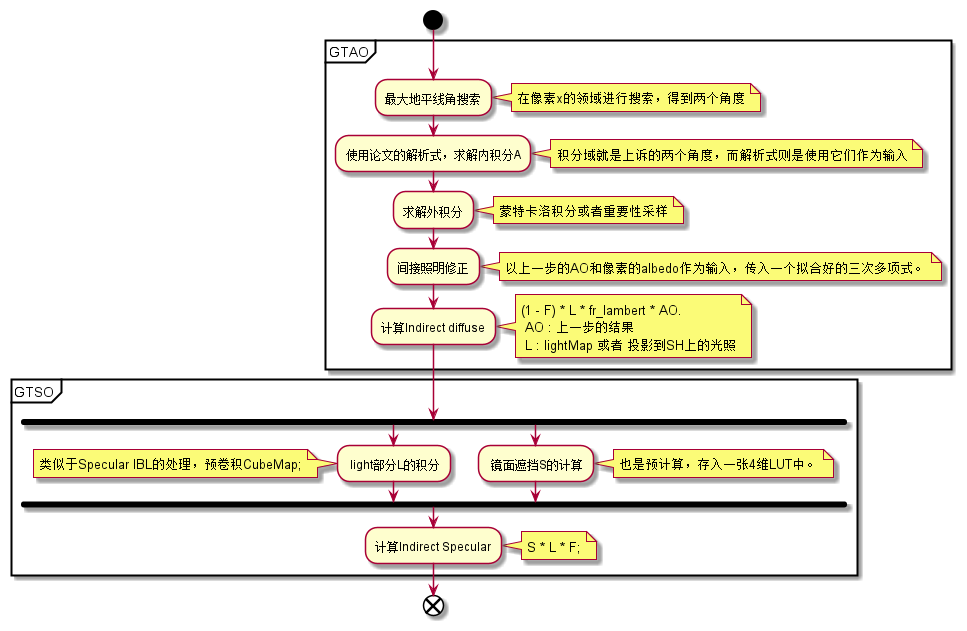 GTAO
最大地平线角搜索
在像素x的领域进行搜索，得到两个角度
使用论文的解析式，求解内积分A
积分域就是上诉的两个角度，而解析式则是使用它们作为输入
求解外积分
蒙特卡洛积分或者重要性采样
间接照明修正
以上一步的AO和像素的albedo作为输入，传入一个拟合好的三次多项式。
计算Indirect diffuse
(1 - F) * L * fr_lambert * AO.
AO : 上一步的结果
L : lightMap 或者 投影到SH上的光照
GTSO
类似于Specular IBL的处理，预卷积CubeMap;
light部分L的积分
镜面遮挡S的计算
也是预计算，存入一张4维LUT中。
计算Indirect Specular
S * L * F;